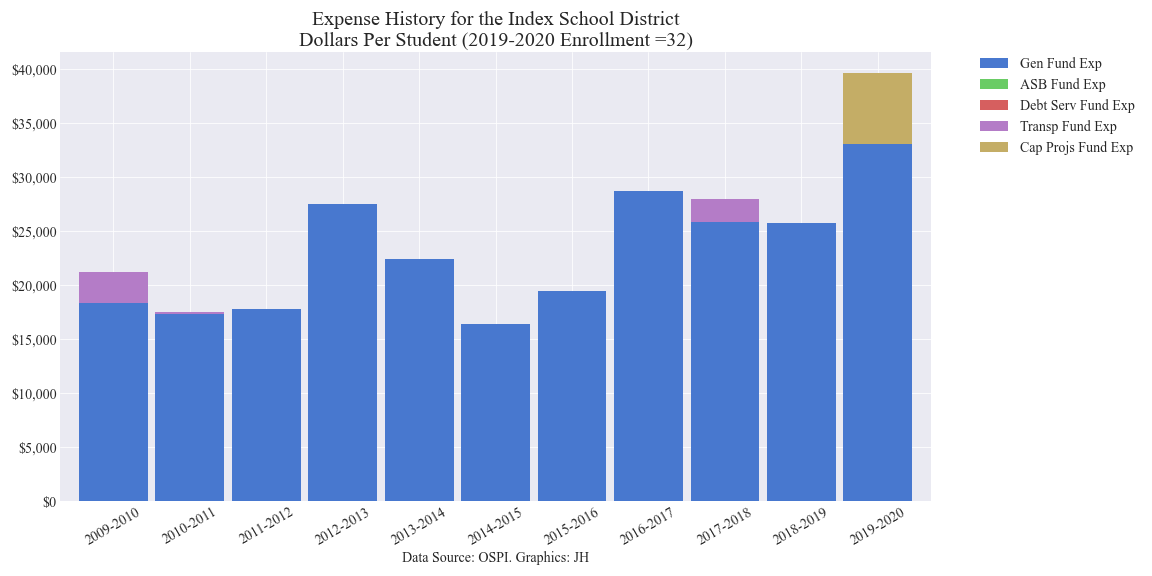 Expense History for the Index School District
Dollars Per Student (2019-2020 Enrollment =32)
$40,000
$35,000
$30,000
$25,000
$20,000
$15,000
$10,000
$5,000
$0
Gen Fund Exp
ASB Fund Exp
Debt Serv Fund Exp
Transp Fund Exp
Cap Projs Fund Exp
2009-2010
2010-2011
2011-2012
2012-2013
2013-2014
2014-2015
2015-2016
2016-2017
2017-2018
2018-2019
2019-2020
Data Source: OSPI. Graphics: JH